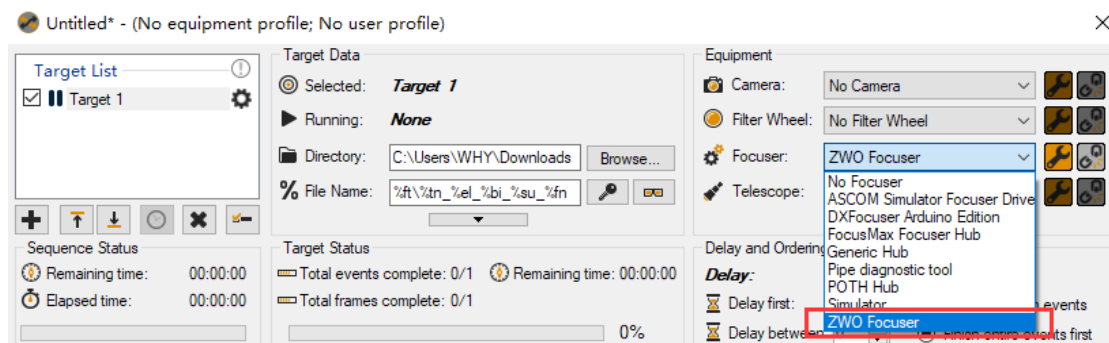 Untitled* - (No equipment profile; No user profile)
Target List
Target 1
Target Data
Selected: Target 1
Running: None
Directory: C:\Users\WHY\Downloads Browse...
File Name: %ft\%tn_%el_%bi_%su_%fn
Equipment
Camera: No Camera
Filter Wheel: No Filter Wheel
Focuser: ZWO Focuser
Telescope:
No Focuser
ASCOM Simulator Focuser Drive
DXFocuser Arduino Edition
FocusMax Focuser Hub
Generic Hub
Pipe diagnostic tool
POTH Hub
Simulator
ZWO Focuser
Sequence Status
Remaining time: 00:00:00
Elapsed time: 00:00:00
Target Status
Total events complete: 0/1 Remaining time: 00:00:00
Total frames complete: 0/1
0%
Delay and Ordering
Delay:
Delay first: events
Delay between events first